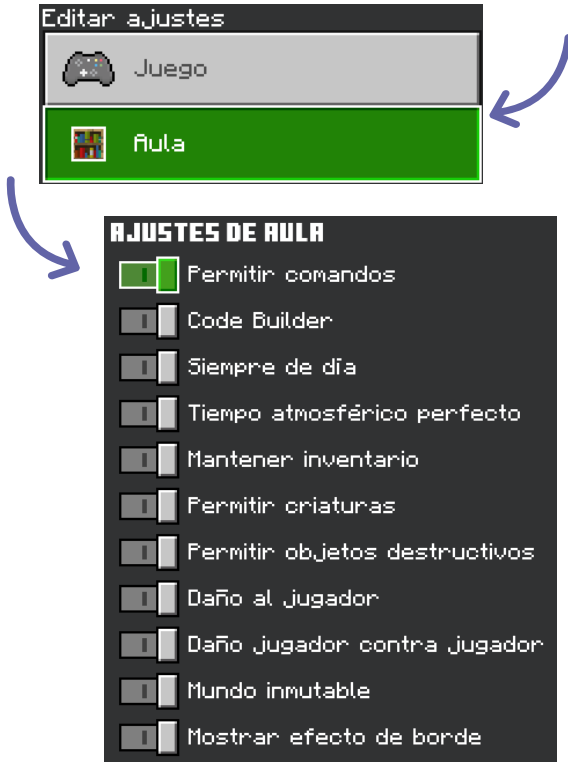 Editar ajustes
Juego
Aula
AJUSTES DE AULA
Permitir comandos
Code Builder
Siempre de día
Tiempo atmosférico perfecto
Mantener inventario
Permitir criaturas
Permitir objetos destructivos
Daño al jugador
Daño jugador contra jugador
Mundo inmutable
Mostrar efecto de borde